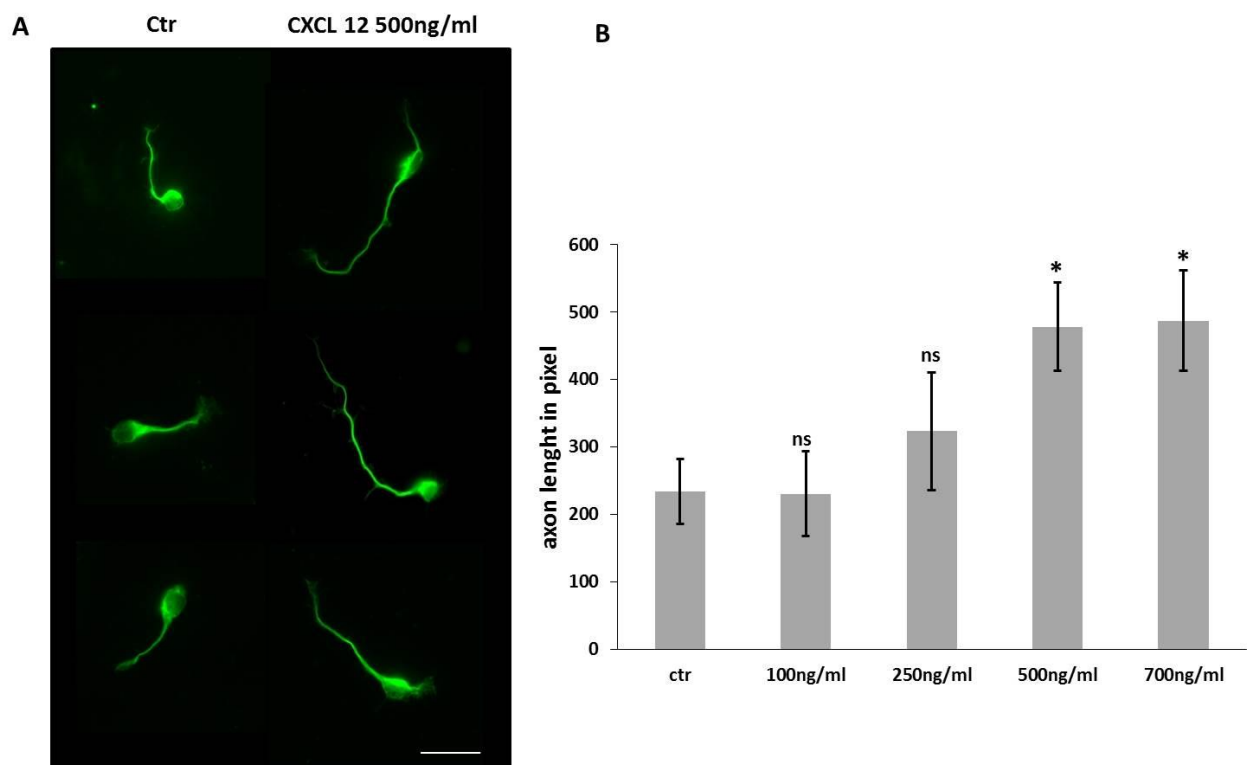 A
Ctr
CXCL 12 500ng/ml
B
axon lenght in pixel
600
500
400
300
200
100
0
ns
ns
*
*
ctr
100ng/ml
250ng/ml
500ng/ml
700ng/ml